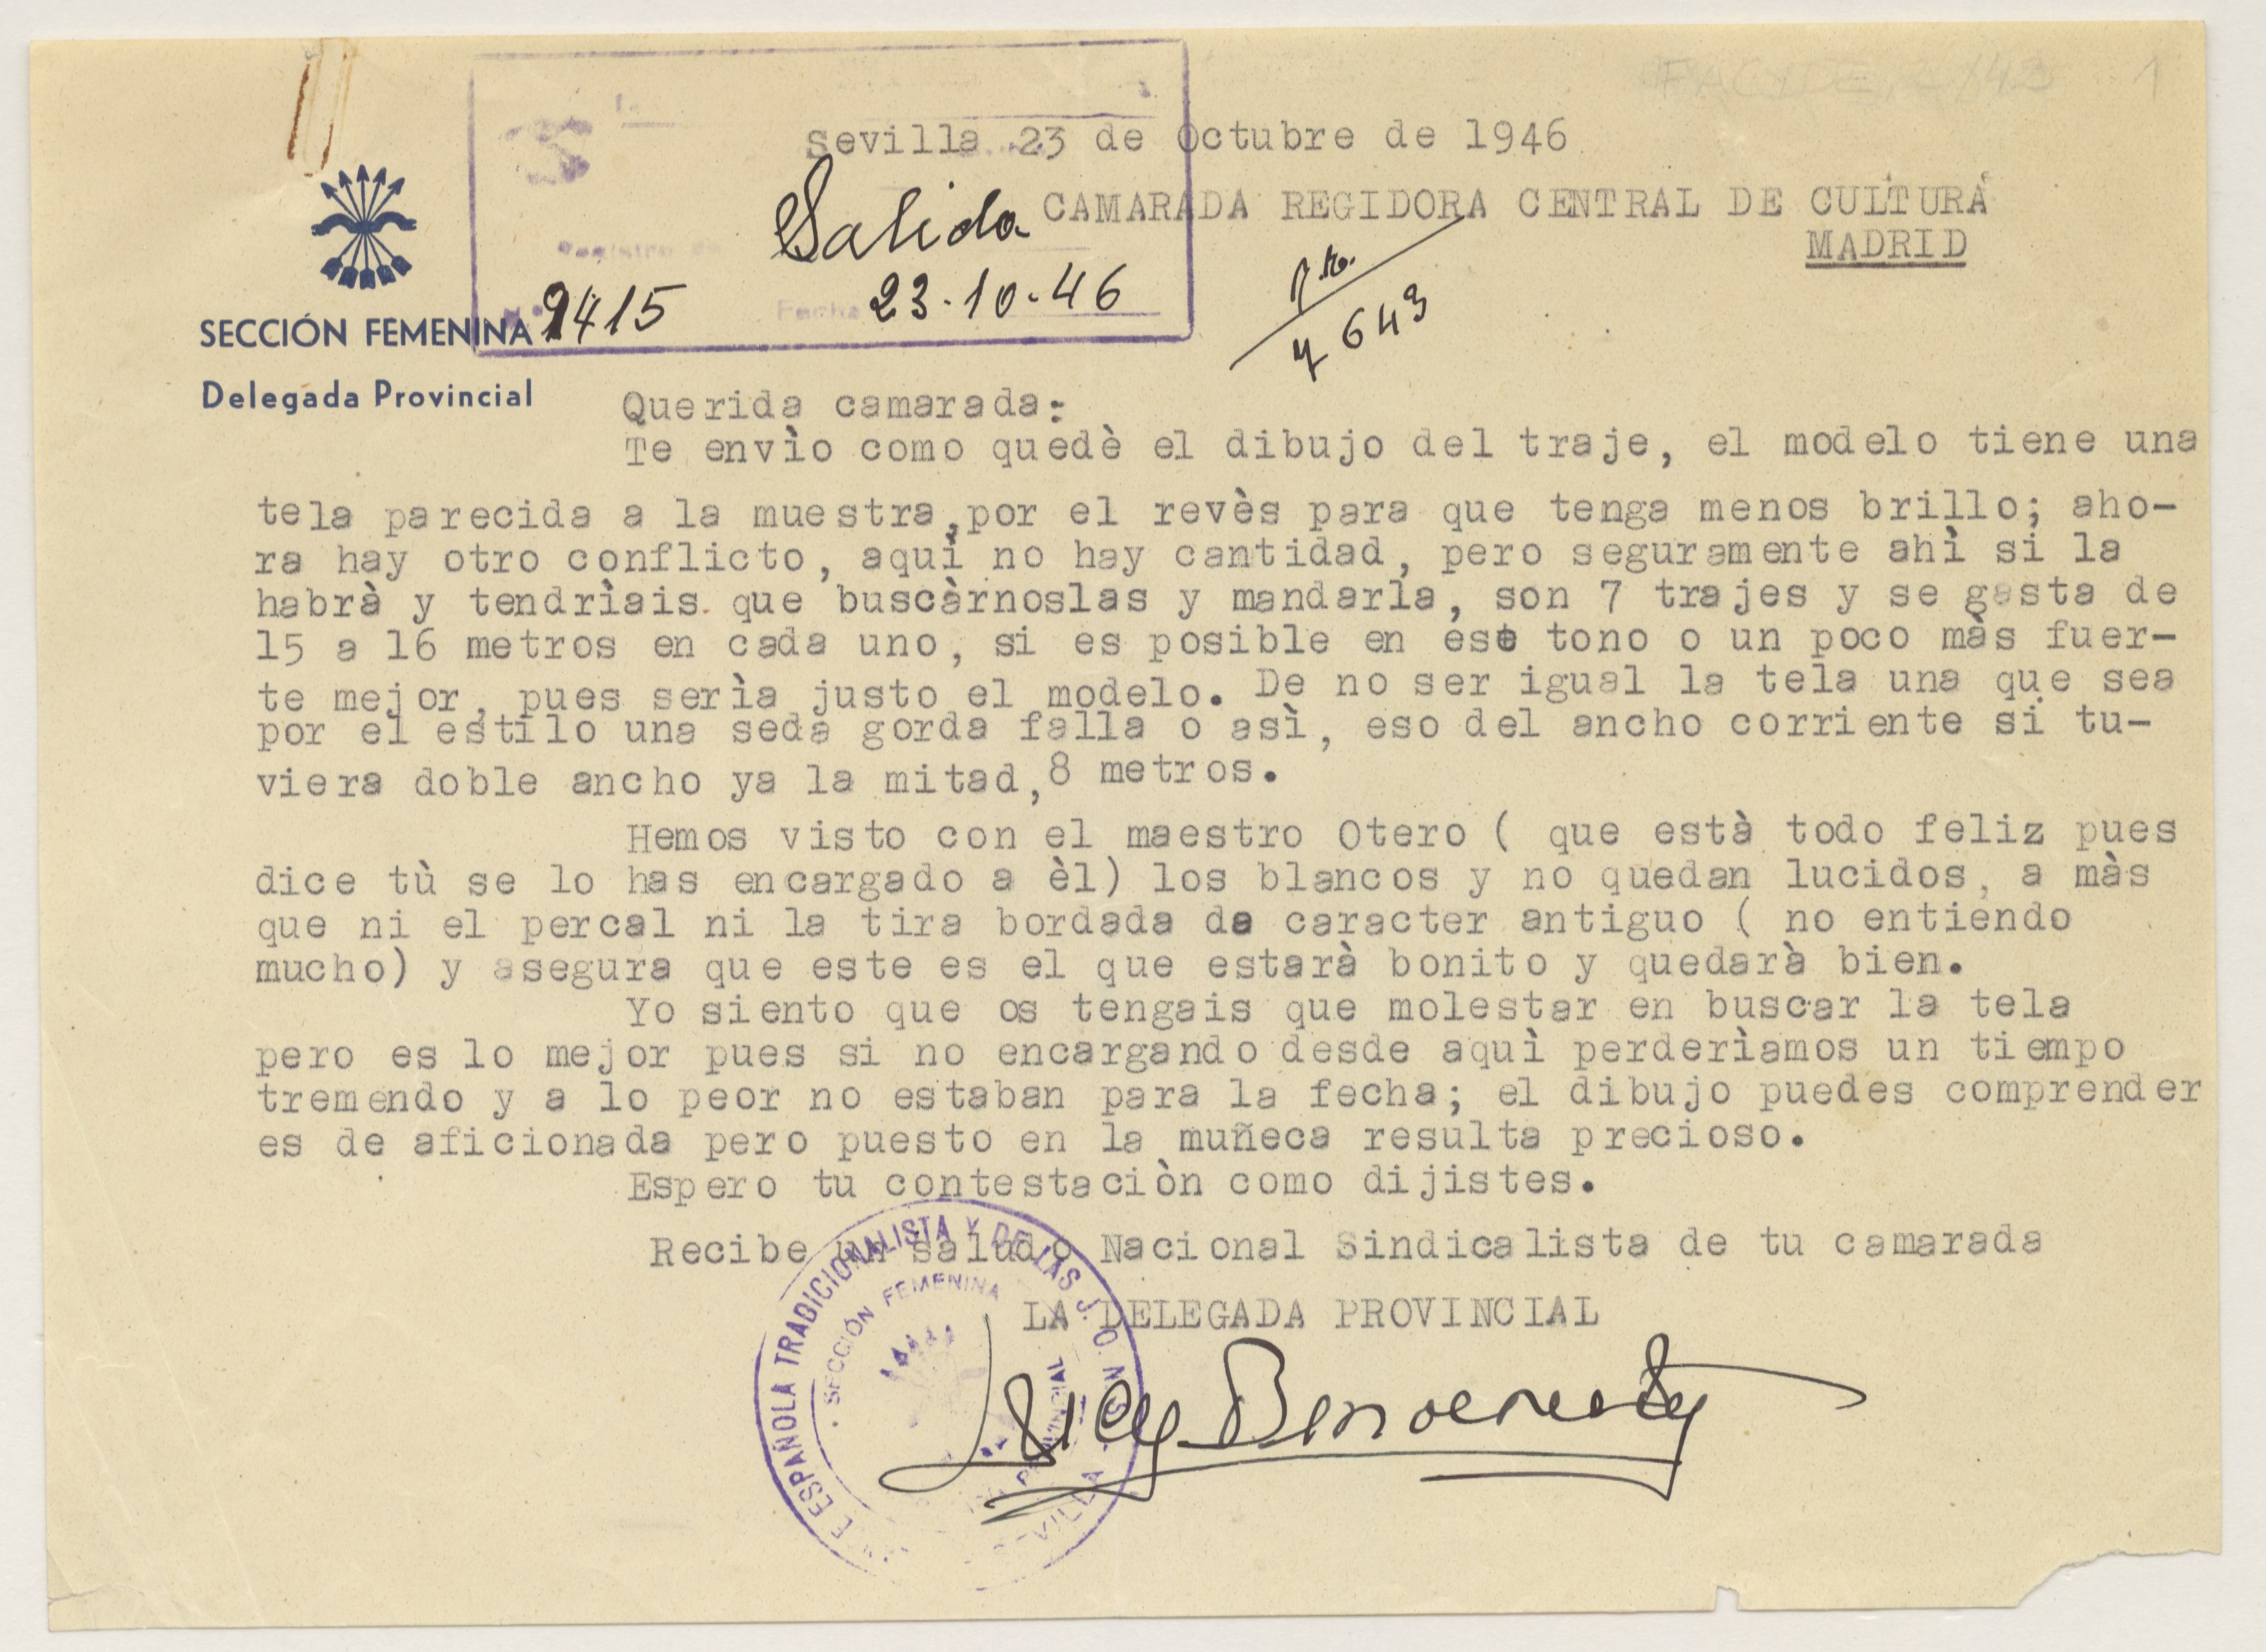 Sevilla 23 de Octubre de 1946
Salida CAMARADA REGIDORA CENTRAL DE CULTURA
MADRID
Registro de
Nº 9415 Fecha 23-10-46
4643
SECCIÓN FEMENINA
Delegada Provincial
Querida camarada:
Te envìo como quedè el dibujo del traje, el modelo tiene una
tela parecida a la muestra,por el revès para que tenga menos brillo; aho-
ra hay otro conflicto, aquì no hay cantidad, pero seguramente ahì si la
habrà y tendrìais que buscàrnoslas y mandarla, son 7 trajes y se gasta de
15 a 16 metros en cada uno, si es posible en este tono o un poco màs fuer-
te mejor, pues serìa justo el modelo. De no ser igual la tela una que sea
por el estilo una seda gorda falla o asì, eso del ancho corriente si tu-
viera doble ancho ya la mitad,8 metros.
Hemos visto con el maestro Otero ( que està todo feliz pues
dice tù se lo has encargado a èl) los blancos y no quedan lucidos, a màs
que ni el percal ni la tira bordada da caracter antiguo ( no entiendo
mucho) y asegura que este es el que estarà bonito y quedarà bien.
Yo siento que os tengais que molestar en buscar la tela
pero es lo mejor pues si no encargando desde aquì perderìamos un tiempo
tremendo y a lo peor no estaban para la fecha; el dibujo puedes comprender
es de aficionada pero puesto en la muñeca resulta precioso.
Espero tu contestaciòn como dijistes.
Recibe un saludo Nacional Sindicalista de tu camarada
LA DELEGADA PROVINCIAL
ESPAÑOLA TRADICIONALISTA Y DE LAS J. O. N. S.
SECCIÓN FEMENINA
PROVINCIAL
SEVILLA